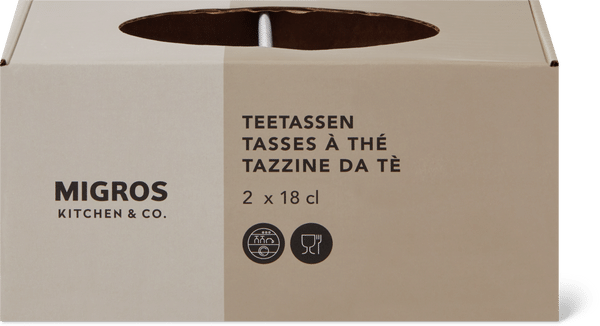 MIGROS
KITCHEN & CO.
TEETASSEN
TASSES À THÉ
TAZZINE DA TÈ
2 x 18 cl